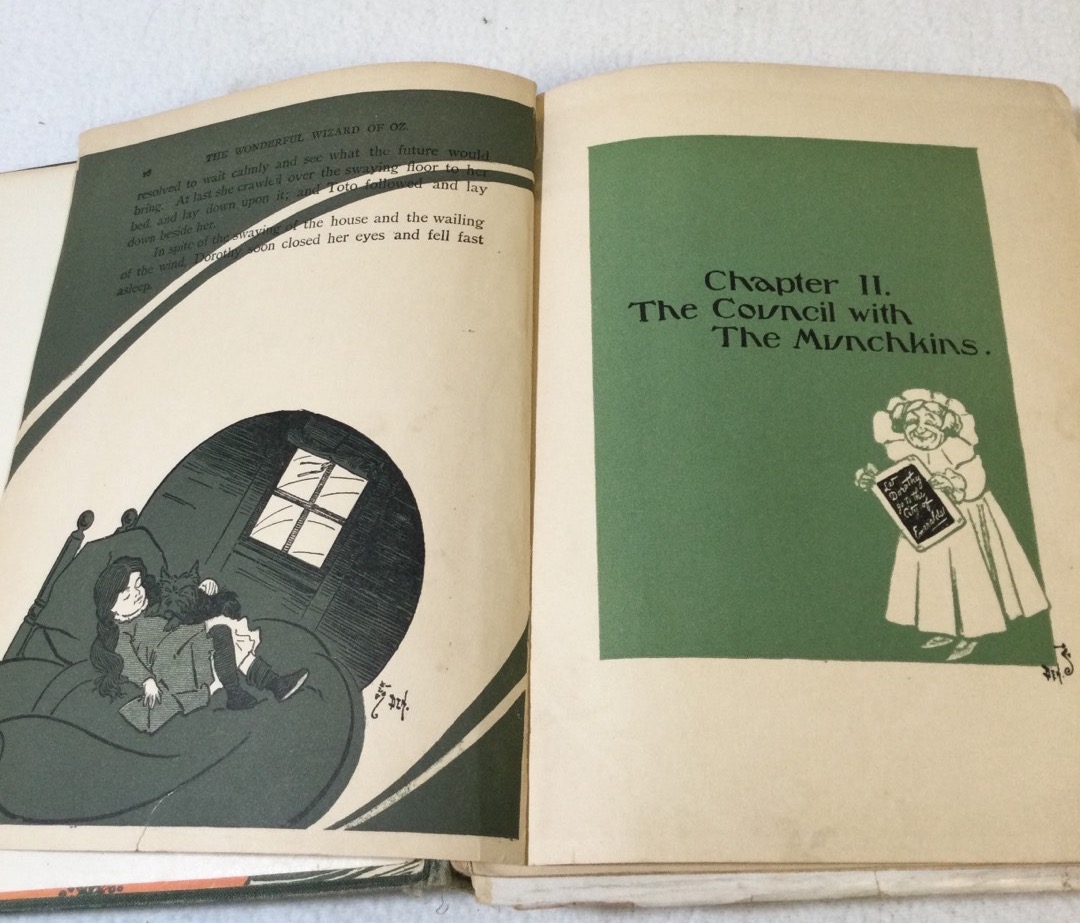 THE WONDERFUL WIZARD OF OZ.
resolved to wait calmly and see what the future would
bring. At last she crawled over the swaying floor to her
bed, and lay down upon it; and Toto followed and lay
down beside her.
In spite of the swaying of the house and the wailing
of the wind, Dorothy soon closed her eyes and fell fast
asleep.
DEN.
Chapter II.
The Council with
The Munchkins.
Let
Dorothy
go to the
City of
Emeralds
DEN.